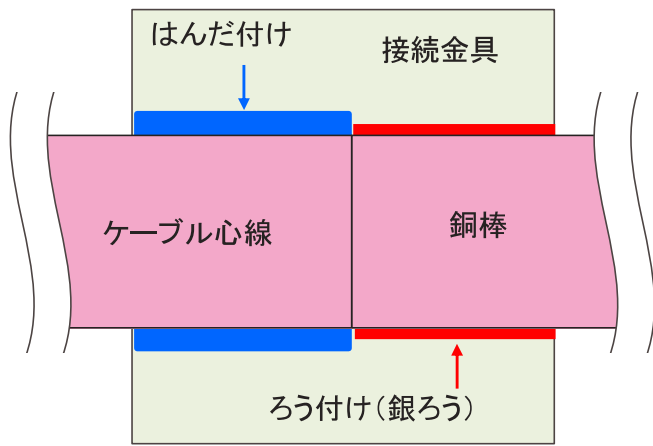 はんだ付け
接続金具
ケーブル心線
銅棒
ろう付け（銀ろう）